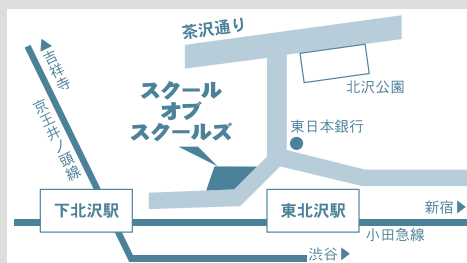 茶沢通り
吉祥寺
北沢公園
スクール
オブ
スクールズ
京王井ノ頭線
東日本銀行
下北沢駅
東北沢駅
新宿
小田急線
渋谷